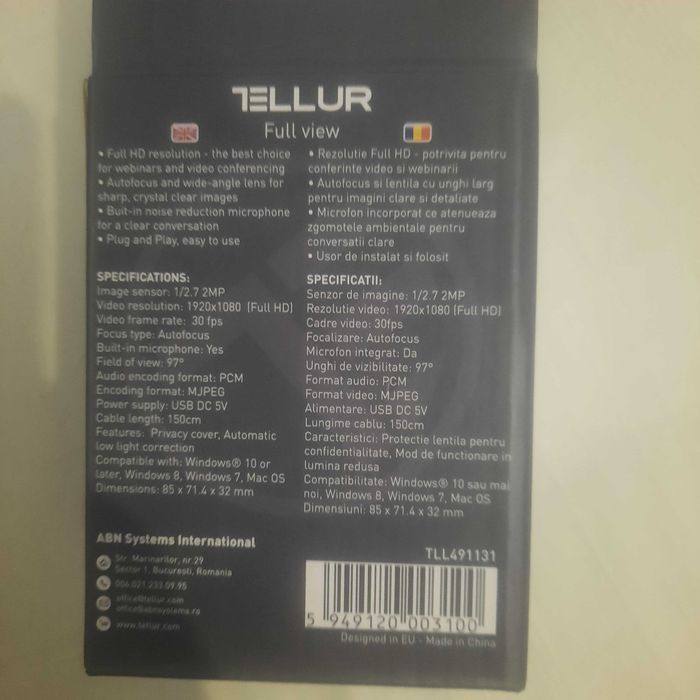 TELLUR
Full view
• Full HD resolution - the best choice
for webinars and video conferencing
• Autofocus and wide-angle lens for
sharp, crystal clear images
• Buit-in noise reduction microphone
for a clear conversation
• Plug and Play, easy to use
SPECIFICATIONS:
Image sensor: 1/2.7 2MP
Video resolution: 1920x1080 (Full HD)
Video frame rate: 30 fps
Focus type: Autofocus
Built-in microphone: Yes
Field of view: 97°
Audio encoding format: PCM
Encoding format: MJPEG
Power supply: USB DC 5V
Cable length: 150cm
Features: Privacy cover, Automatic
low light correction
Compatible with: Windows® 10 or
later, Windows 8, Windows 7, Mac OS
Dimensions: 85 x 71.4 x 32 mm
• Rezolutie Full HD - potrivita pentru
conferinte video si webinarii
• Autofocus si lentila cu unghi larg
pentru imagini clare si detaliate
• Microfon incorporat ce atenueaza
zgomotele ambientale pentru
conversatii clare
• Usor de instalat si folosit
SPECIFICATII:
Senzor de imagine: 1/2.7 2MP
Rezolutie video: 1920x1080 (Full HD)
Cadre video: 30fps
Focalizare: Autofocus
Microfon integrat: Da
Unghi de vizibilitate: 97°
Format audio: PCM
Format video: MJPEG
Alimentare: USB DC 5V
Lungime cablu: 150cm
Caracteristici: Protectie lentila pentru
confidentialitate, Mod de functionare in
lumina redusa
Compatibilitate: Windows® 10 sau mai
noi, Windows 8, Windows 7, Mac OS
Dimensiuni: 85 x 71.4 x 32 mm
ABN Systems International
Str. Marinarilor, nr.29
Sector 1, Bucuresti, Romania
004.021.233.09.95
office@tellur.com
office@abnsystems.ro
www.tellur.com
TLL491131
5 949120 003100
Designed in EU - Made in China